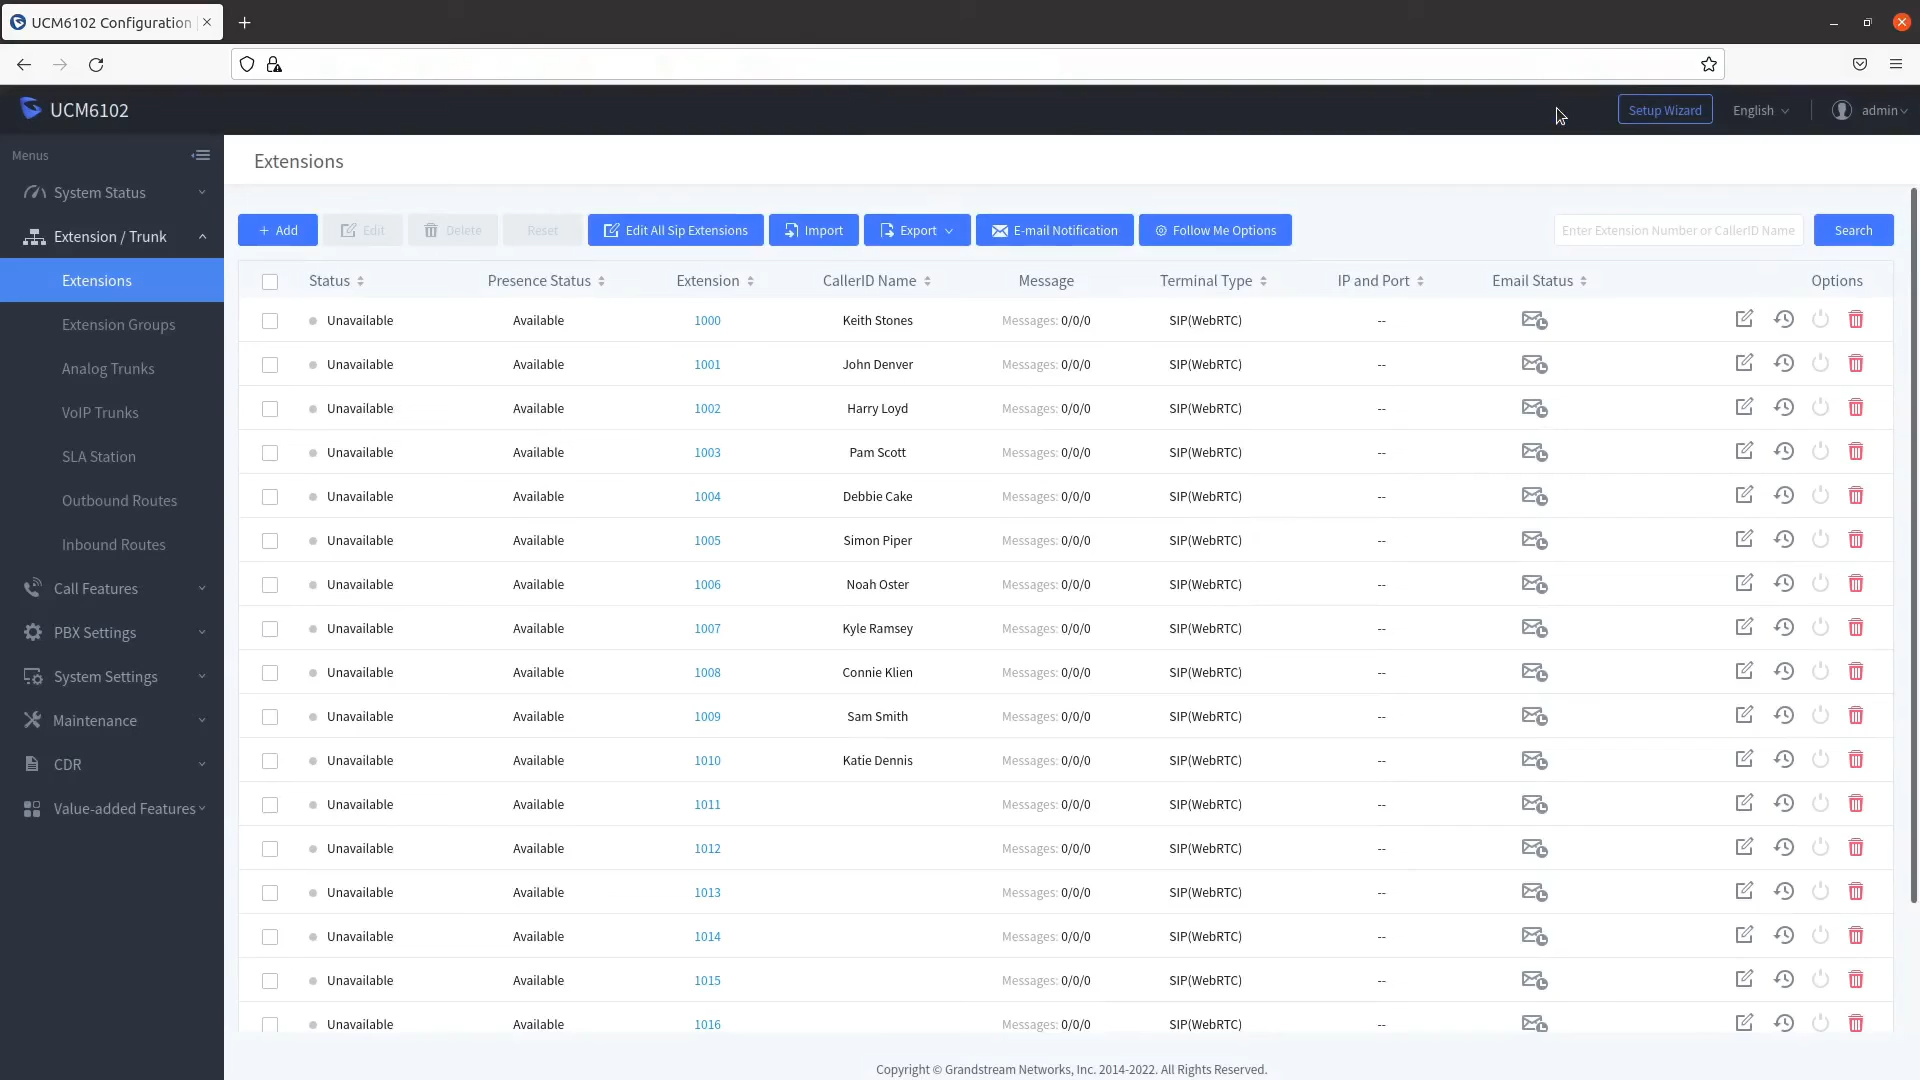 UCM6102 Configuration
UCM6102
Setup Wizard
English
admin
Menus
System Status
Extension / Trunk
Extensions
Extension Groups
Analog Trunks
VoIP Trunks
SLA Station
Outbound Routes
Inbound Routes
Call Features
PBX Settings
System Settings
Maintenance
CDR
Value-added Features
Extensions
+ Add
Edit
Delete
Reset
Edit All Sip Extensions
Import
Export
E-mail Notification
Follow Me Options
Enter Extension Number or CallerID Name
Search
Status Presence Status Extension CallerID Name Message Terminal Type IP and Port Email Status Options
Unavailable Available 1000 Keith Stones Messages: 0/0/0 SIP(WebRTC) --
Unavailable Available 1001 John Denver Messages: 0/0/0 SIP(WebRTC) --
Unavailable Available 1002 Harry Loyd Messages: 0/0/0 SIP(WebRTC) --
Unavailable Available 1003 Pam Scott Messages: 0/0/0 SIP(WebRTC) --
Unavailable Available 1004 Debbie Cake Messages: 0/0/0 SIP(WebRTC) --
Unavailable Available 1005 Simon Piper Messages: 0/0/0 SIP(WebRTC) --
Unavailable Available 1006 Noah Oster Messages: 0/0/0 SIP(WebRTC) --
Unavailable Available 1007 Kyle Ramsey Messages: 0/0/0 SIP(WebRTC) --
Unavailable Available 1008 Connie Klien Messages: 0/0/0 SIP(WebRTC) --
Unavailable Available 1009 Sam Smith Messages: 0/0/0 SIP(WebRTC) --
Unavailable Available 1010 Katie Dennis Messages: 0/0/0 SIP(WebRTC) --
Unavailable Available 1011 Messages: 0/0/0 SIP(WebRTC) --
Unavailable Available 1012 Messages: 0/0/0 SIP(WebRTC) --
Unavailable Available 1013 Messages: 0/0/0 SIP(WebRTC) --
Unavailable Available 1014 Messages: 0/0/0 SIP(WebRTC) --
Unavailable Available 1015 Messages: 0/0/0 SIP(WebRTC) --
Unavailable Available 1016 Messages: 0/0/0 SIP(WebRTC) --
Copyright © Grandstream Networks, Inc. 2014-2022. All Rights Reserved.